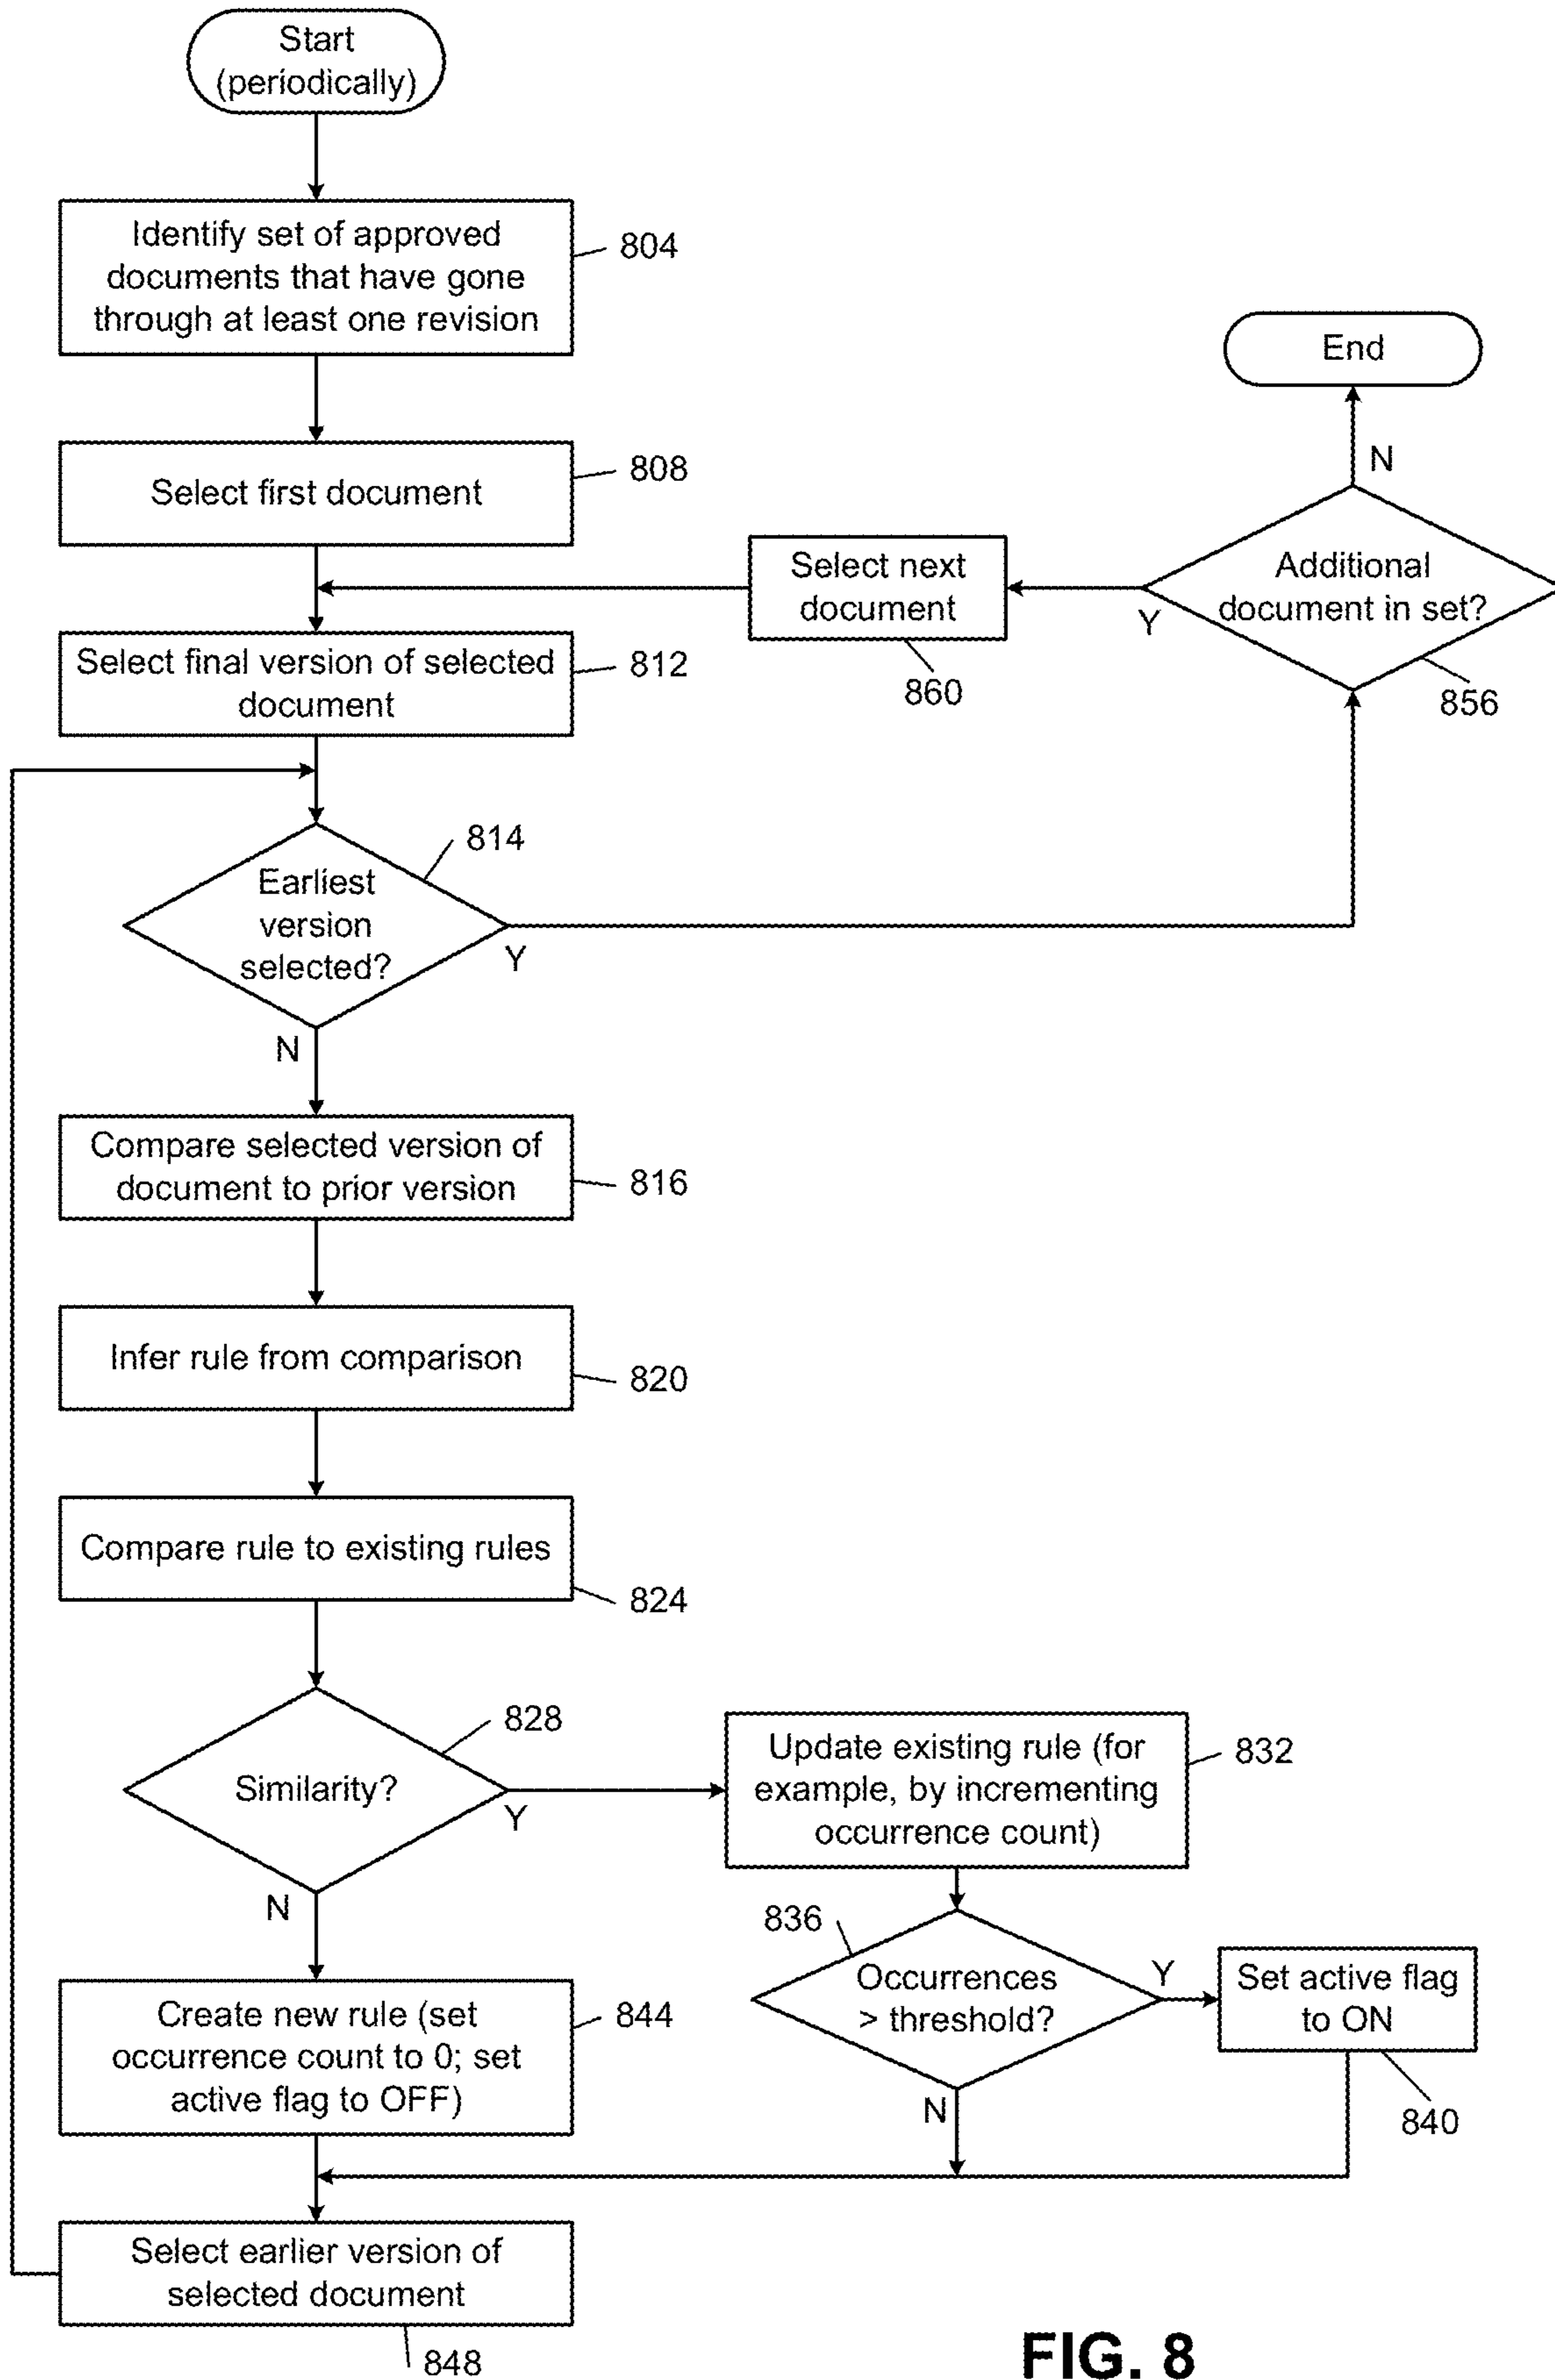 Start
(periodically)
Identify set of approved
documents that have gone
through at least one revision
804
Select first document
808
End
N
Additional
document in set?
Y
856
Select next
document
860
Select final version of selected
document
812
814
Earliest
version
selected?
Y
N
Compare selected version of
document to prior version
816
Infer rule from comparison
820
Compare rule to existing rules
824
828
Similarity?
Y
N
Update existing rule (for
example, by incrementing
occurrence count)
832
836
Occurrences
> threshold?
Y
N
Set active flag
to ON
840
Create new rule (set
occurrence count to 0; set
active flag to OFF)
844
Select earlier version of
selected document
848
FIG. 8